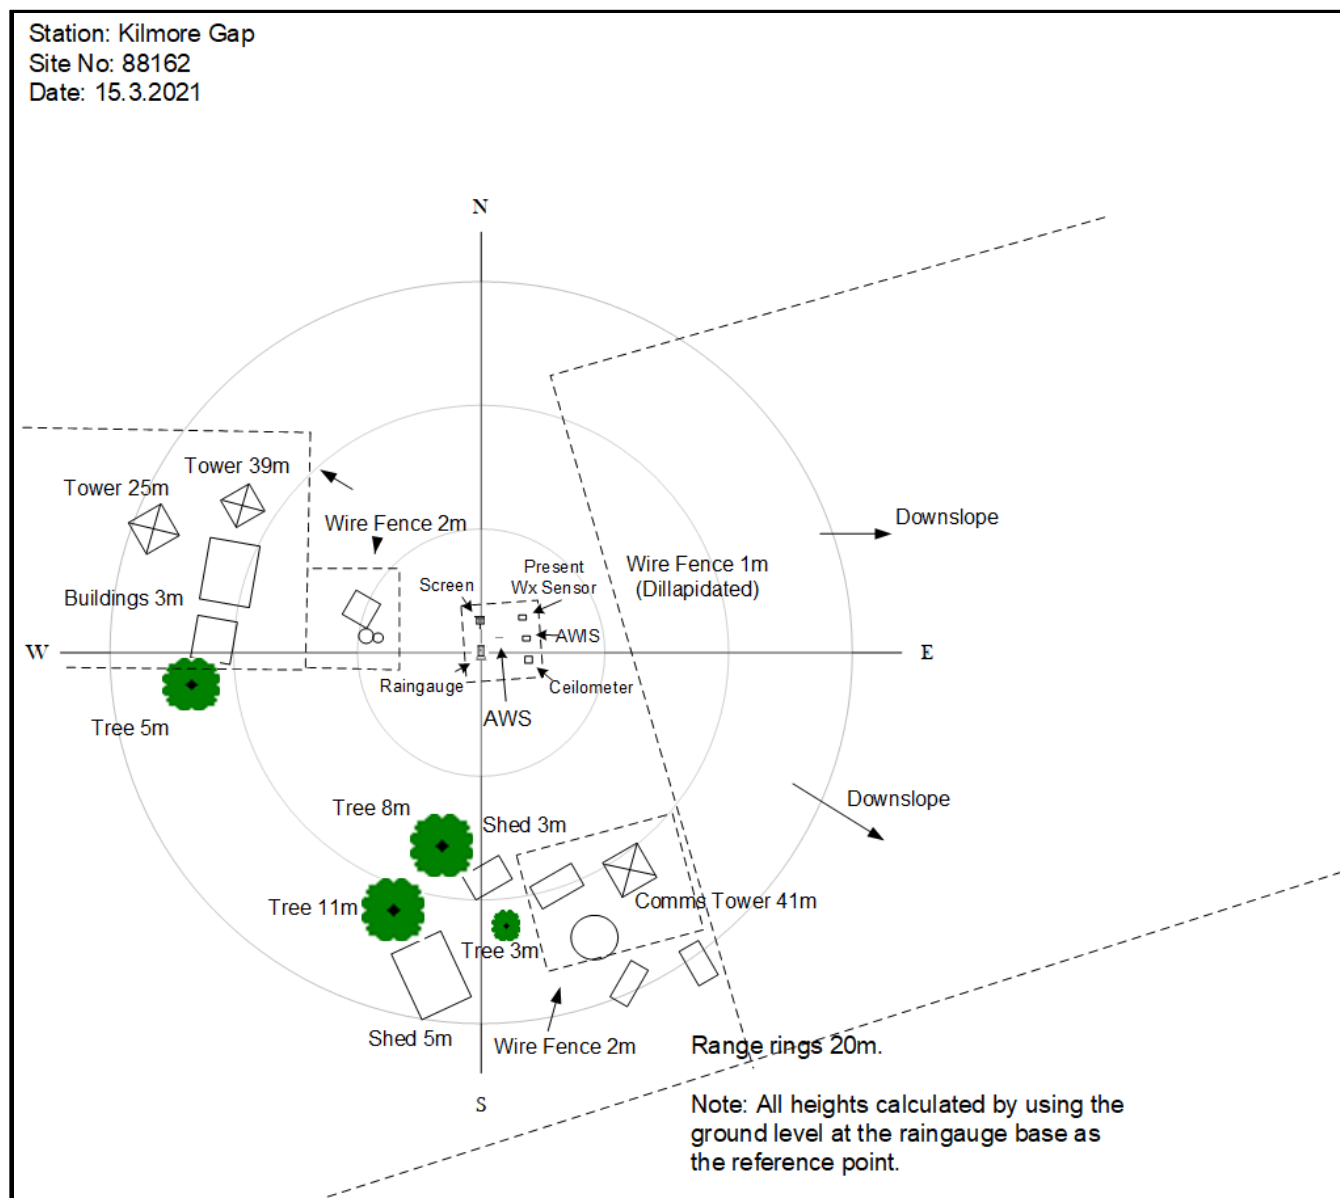 Station: Kilmore Gap
Site No: 88162
Date: 15.3.2021
N
Tower 39m
Tower 25m
Wire Fence 2m
Downslope
Present
Wx Sensor
Wire Fence 1m
(Dillapidated)
Screen
Buildings 3m
AWIS
W
E
Raingauge
Ceilometer
AWS
Tree 5m
Tree 8m
Shed 3m
Downslope
Tree 11m
Comms Tower 41m
Tree 3m
Shed 5m
Wire Fence 2m
Range rings 20m.
S
Note: All heights calculated by using the
ground level at the raingauge base as
the reference point.